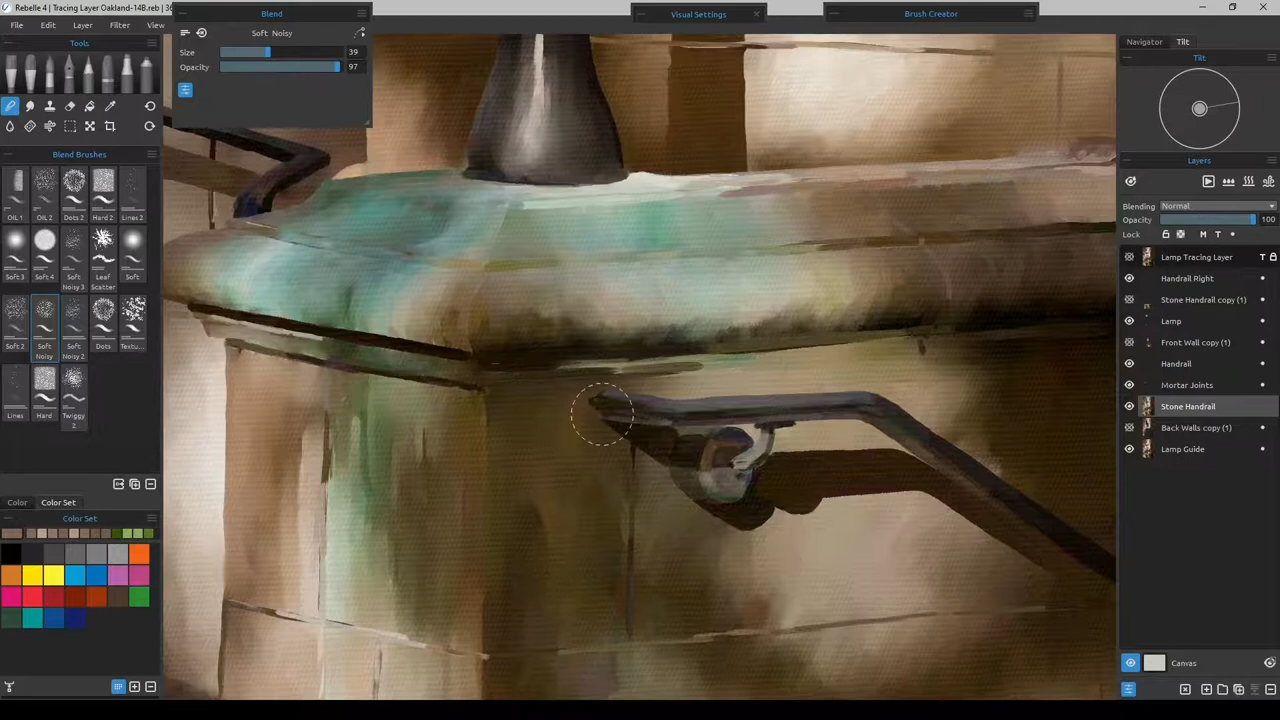 Rebelle 4 | Tracing Layer Oakland-14B.reb | 36
Blend
Visual Settings
Brush Creator
File Edit Layer Filter View
Soft Noisy
Size 39
Opacity 97
Tools
Blend Brushes
OIL 1 OIL 2 Dots 2 Hard 2 Lines 2
Soft 3 Soft 4 Soft Noisy 3 Leaf Scatter Soft
Soft 2 Soft Noisy Soft Noisy 2 Dots Textu...
Lines Hard Twiggy 2
Color Color Set
Color Set
Navigator Tilt
Tilt
Layers
Blending Normal
Opacity 100
Lock M T
Lamp Tracing Layer T
Handrail Right
Stone Handrail copy (1)
Lamp
Front Wall copy (1)
Handrail
Mortar Joints
Stone Handrail
Back Walls copy (1)
Lamp Guide
Canvas